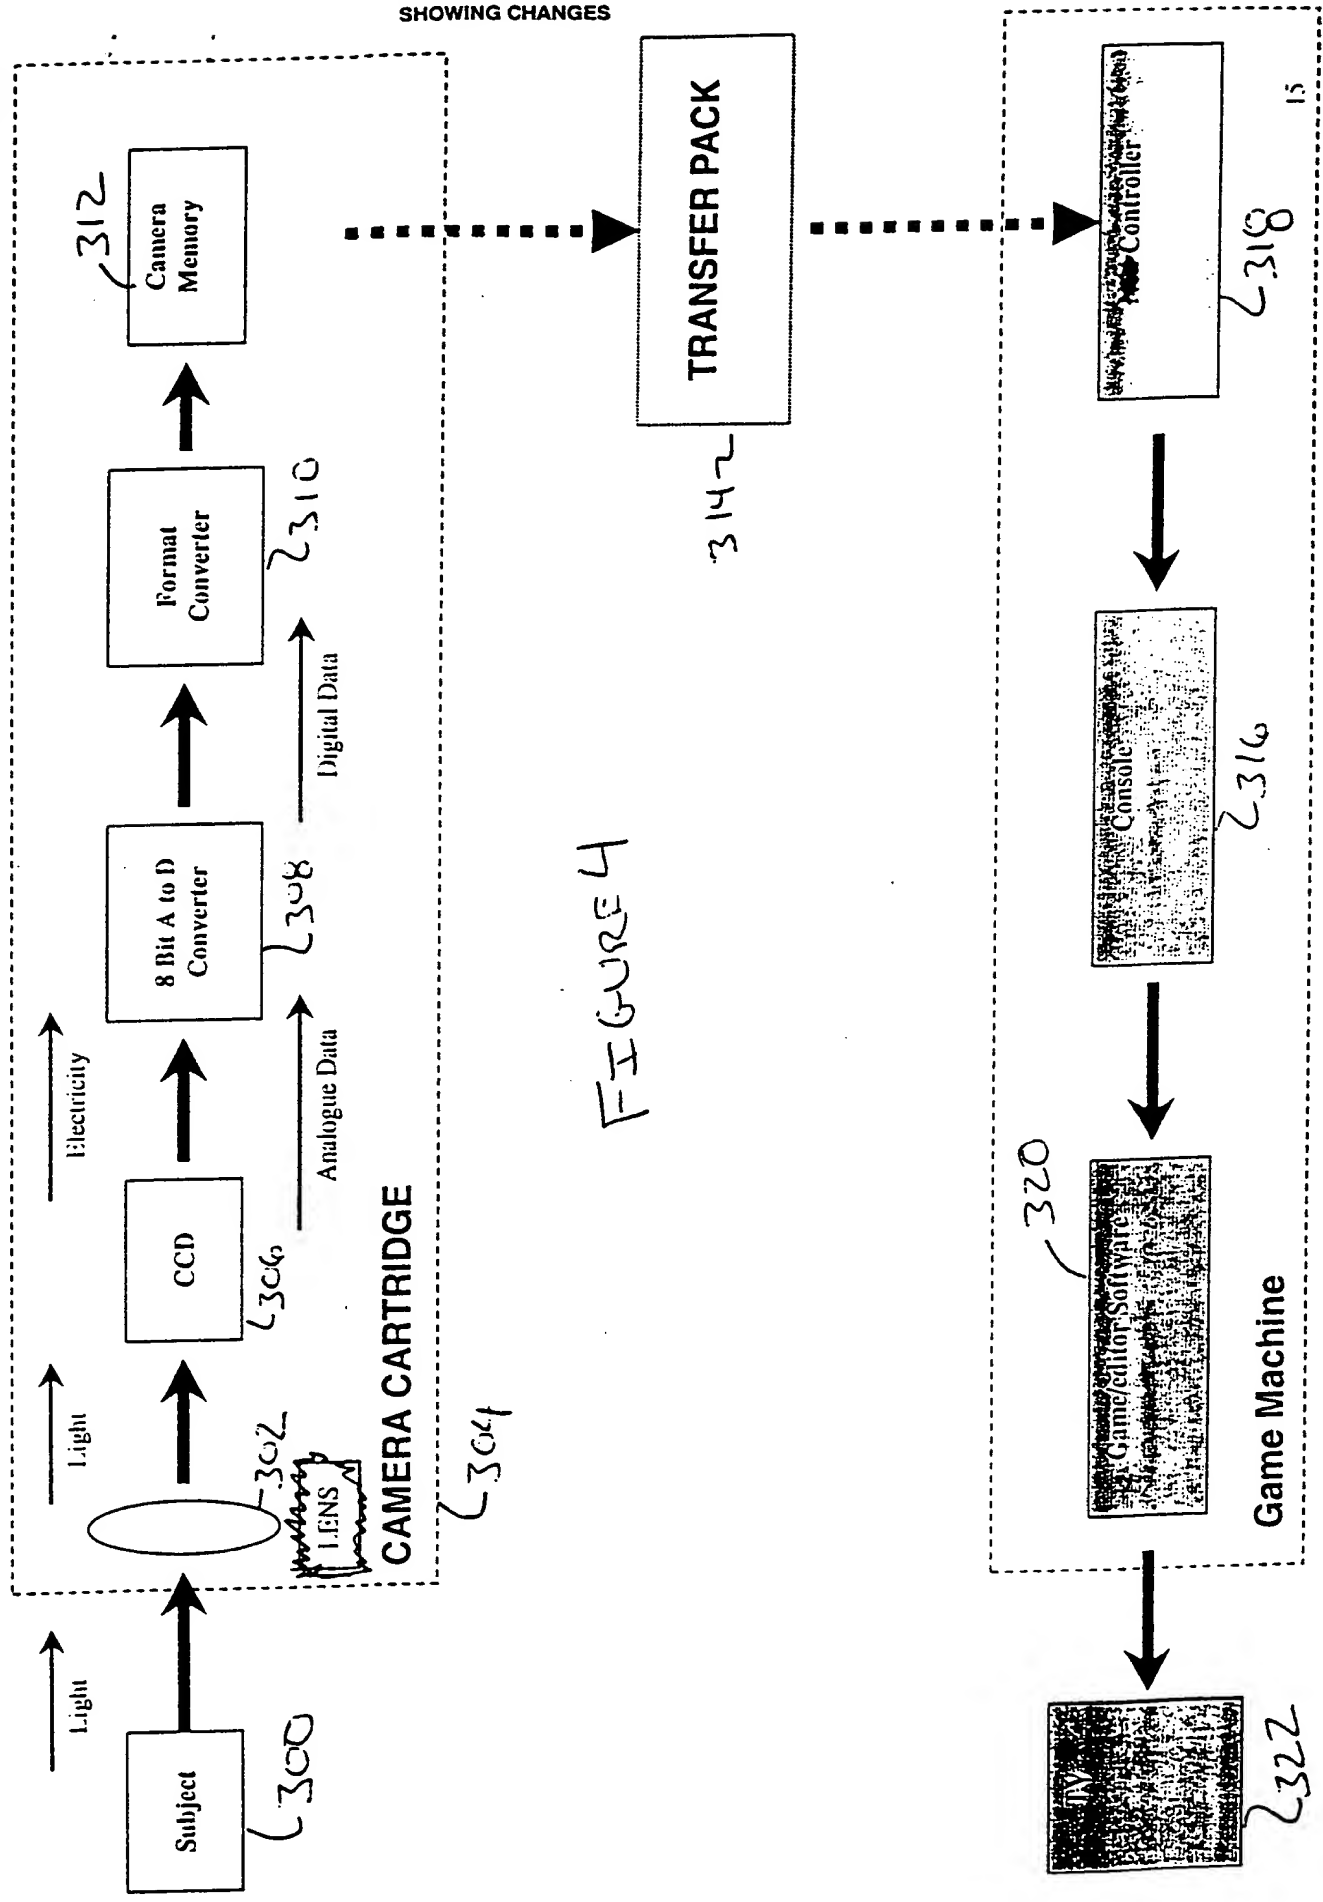 SHOWING CHANGES
Light
Light
Electricity
Subject
300
302
LENS
CCD
306
8 Bit A to D
Converter
308
Format
Converter
310
Camera
Memory
312
Analogue Data
Digital Data
CAMERA CARTRIDGE
304
FIGURE 4
TRANSFER PACK
314
TV
322
320
Game/editor Software
Console
316
Controller
318
Game Machine
15